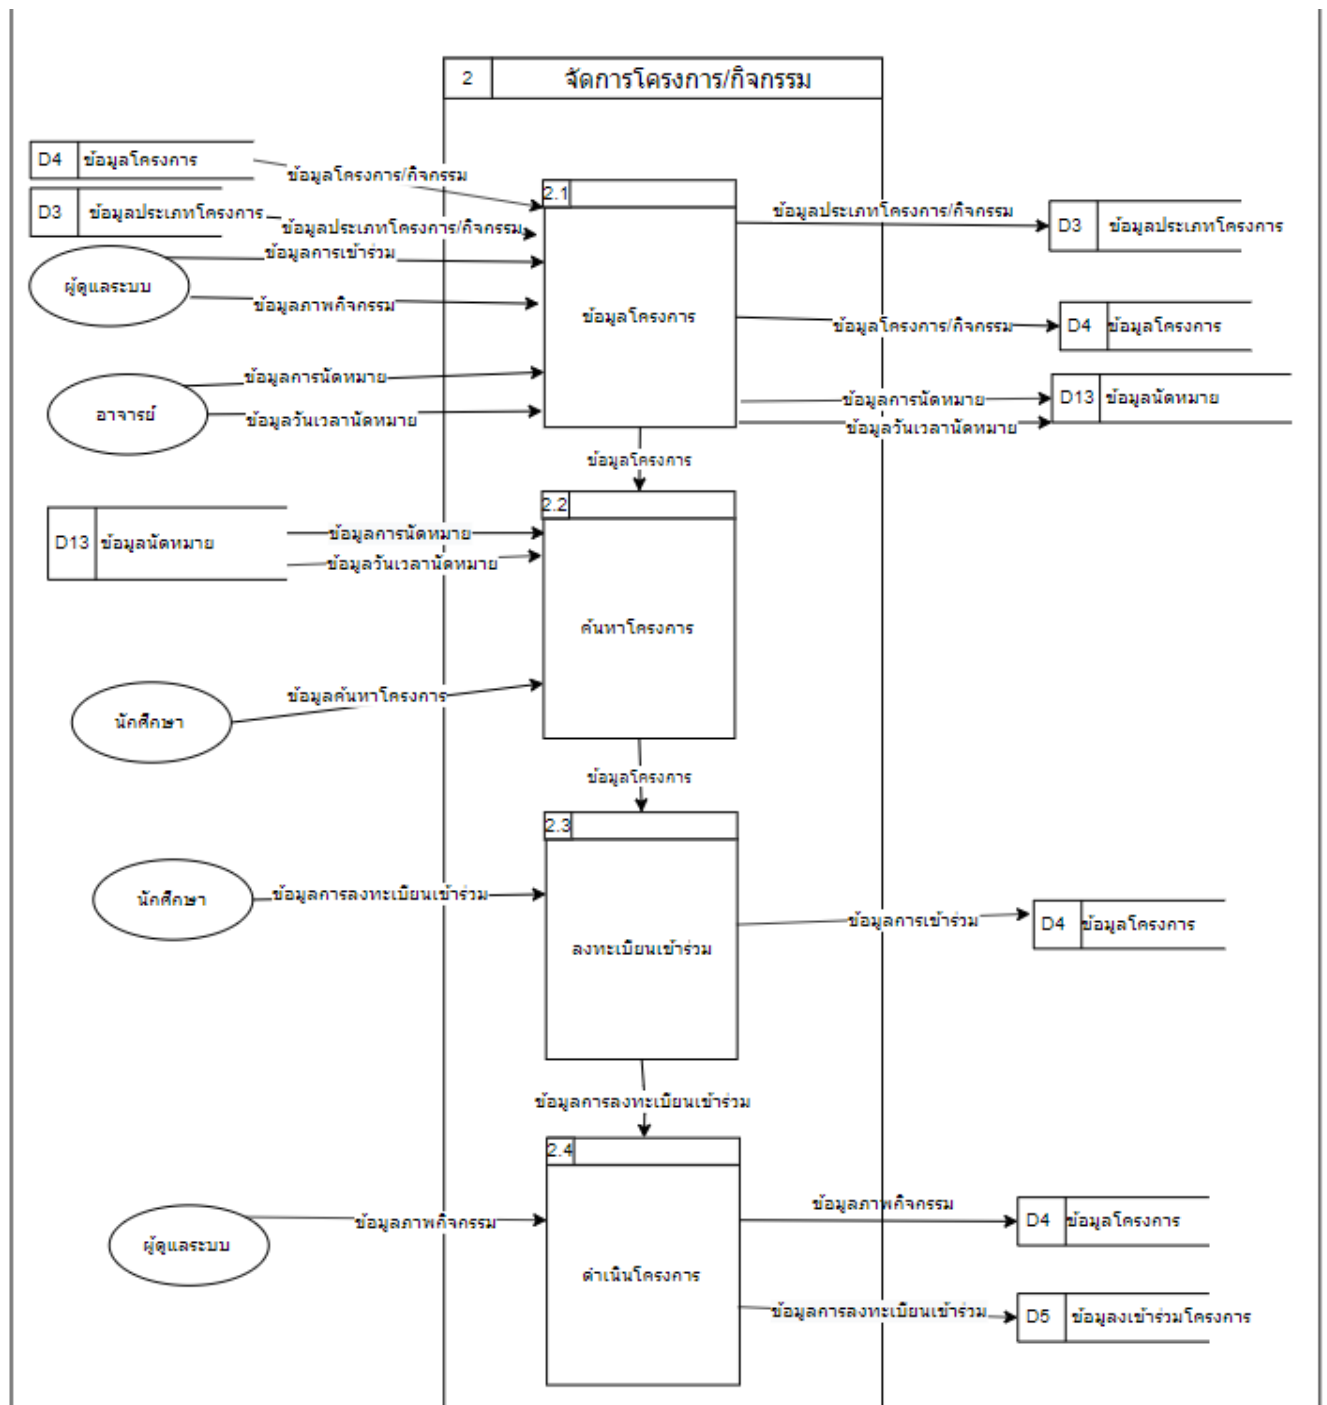 2
จัดการโครงการ/กิจกรรม
D4
ข้อมูลโครงการ
ข้อมูลโครงการ/กิจกรรม
D3
ข้อมูลประเภทโครงการ
ข้อมูลประเภทโครงการ/กิจกรรม
ผู้ดูแลระบบ
ข้อมูลการเข้าร่วม
ข้อมูลภาพกิจกรรม
อาจารย์
ข้อมูลการนัดหมาย
ข้อมูลวันเวลานัดหมาย
2.1
ข้อมูลโครงการ
ข้อมูลประเภทโครงการ/กิจกรรม
D3
ข้อมูลประเภทโครงการ
ข้อมูลโครงการ/กิจกรรม
D4
ข้อมูลโครงการ
ข้อมูลการนัดหมาย
ข้อมูลวันเวลานัดหมาย
D13
ข้อมูลนัดหมาย
ข้อมูลโครงการ
D13
ข้อมูลนัดหมาย
ข้อมูลการนัดหมาย
ข้อมูลวันเวลานัดหมาย
2.2
ค้นหาโครงการ
นักศึกษา
ข้อมูลค้นหาโครงการ
ข้อมูลโครงการ
2.3
นักศึกษา
ข้อมูลการลงทะเบียนเข้าร่วม
ลงทะเบียนเข้าร่วม
ข้อมูลการเข้าร่วม
D4
ข้อมูลโครงการ
ข้อมูลการลงทะเบียนเข้าร่วม
2.4
ผู้ดูแลระบบ
ข้อมูลภาพกิจกรรม
ดำเนินโครงการ
ข้อมูลภาพกิจกรรม
D4
ข้อมูลโครงการ
ข้อมูลการลงทะเบียนเข้าร่วม
D5
ข้อมูลงเข้าร่วมโครงการ